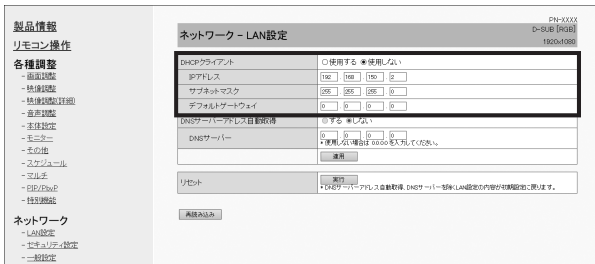 PN-XXXX
D-SUB [RGB]
1920x1080
製品情報
リモコン操作
各種調整
- 画面調整
- 映像調整
- 映像調整(詳細)
- 音声調整
- 本体設定
- モニター
- その他
- スケジュール
- マルチ
- PIP/PbyP
- 特別機能
ネットワーク
- LAN設定
- セキュリティ設定
- 一般設定
ネットワーク - LAN設定
DHCPクライアント ○使用する ◉使用しない
IPアドレス 192 . 168 . 150 . 2
サブネットマスク 255 . 255 . 255 . 0
デフォルトゲートウェイ 0 . 0 . 0 . 0
DNSサーバーアドレス自動取得 ○する ◉しない
DNSサーバー 0 . 0 . 0 . 0
* 使用しない場合は 0.0.0.0 を入力してください。
適用
リセット 実行
* DNSサーバーアドレス自動取得、DNSサーバーを除くLAN設定の内容が初期設定に戻ります。
再読み込み